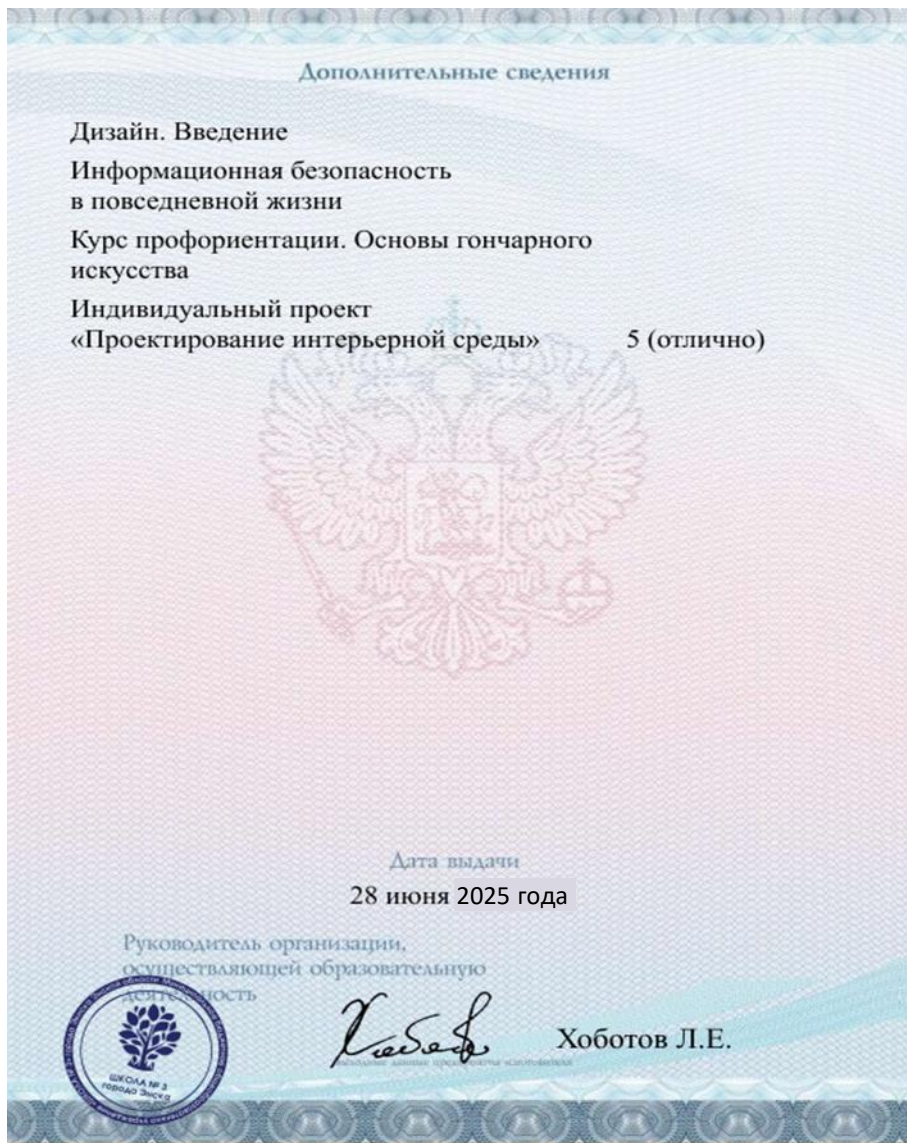 Дополнительные сведения
Дизайн. Введение
Информационная безопасность
в повседневной жизни
Курс профориентации. Основы гончарного
искусства
Индивидуальный проект
«Проектирование интерьерной среды» 5 (отлично)
Дата выдачи
28 июня 2025 года
Руководитель организации,
осуществляющей образовательную
деятельность
Хоботов Л.Е.
ШКОЛА № 3
города Энска